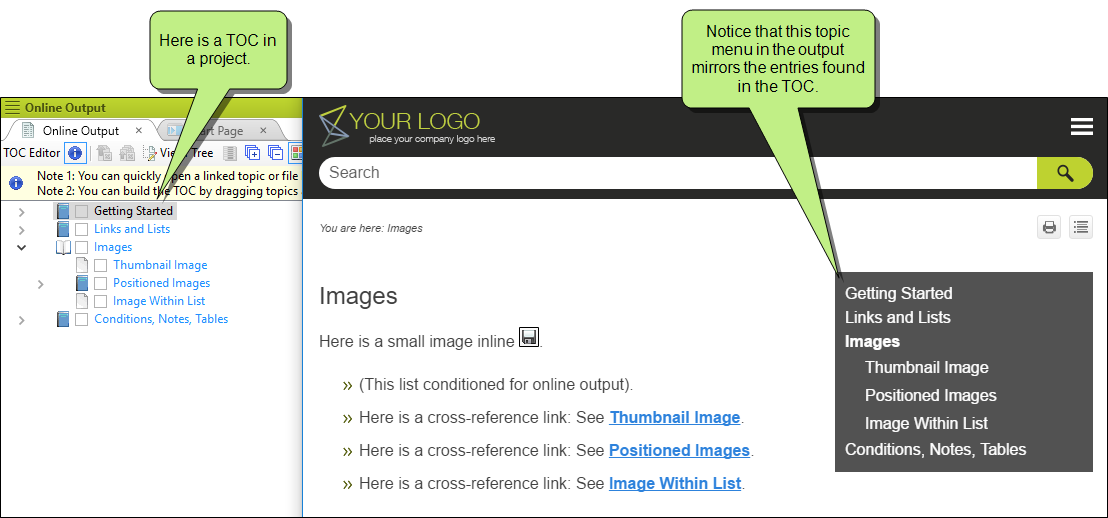 Here is a TOC in
a project.
Notice that this topic
menu in the output
mirrors the entries found
in the TOC.
Online Output
Online Output
Page
TOC Editor
Tree
Note 1: You can quickly open a linked topic or file
Note 2: You can build the TOC by dragging topics
Getting Started
Links and Lists
Images
Thumbnail Image
Positioned Images
Image Within List
Conditions, Notes, Tables
YOUR LOGO
place your company logo here
Search
You are here: Images
Images
Here is a small image inline .
» (This list conditioned for online output).
» Here is a cross-reference link: See Thumbnail Image.
» Here is a cross-reference link: See Positioned Images.
» Here is a cross-reference link: See Image Within List.
Getting Started
Links and Lists
Images
Thumbnail Image
Positioned Images
Image Within List
Conditions, Notes, Tables